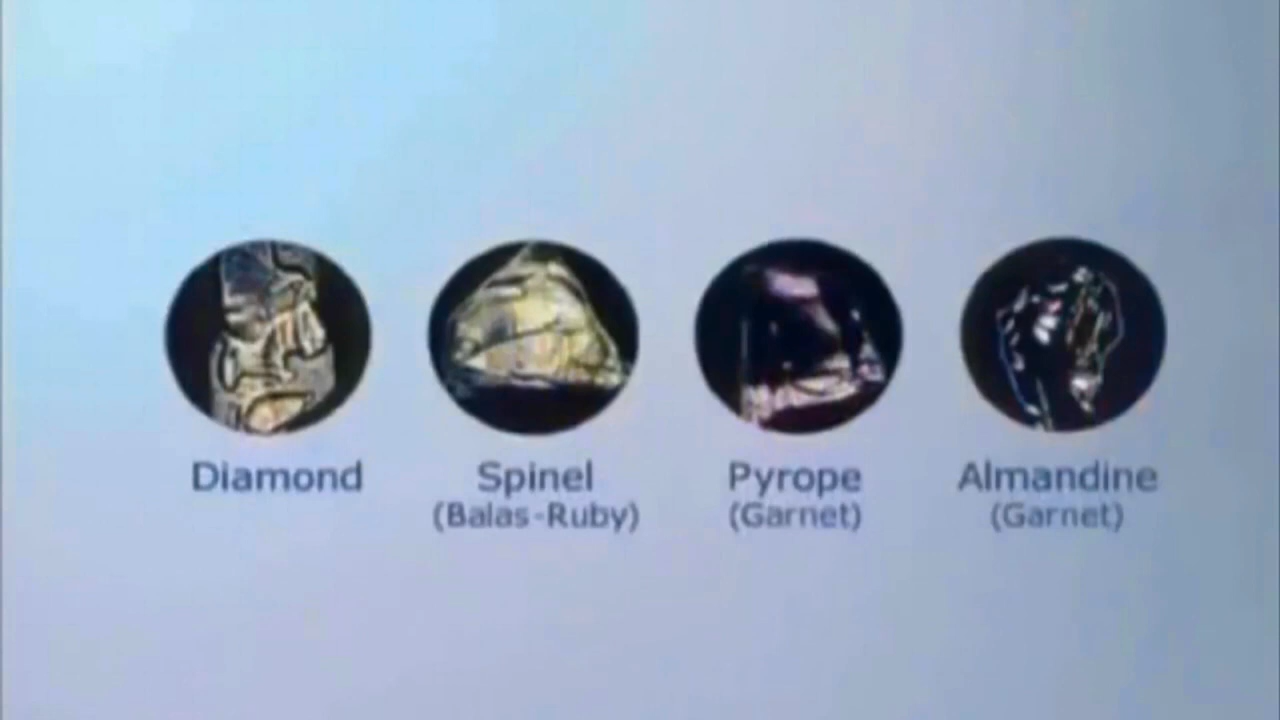 Diamond
Spinel
(Balas-Ruby)
Pyrope
(Garnet)
Almandine
(Garnet)